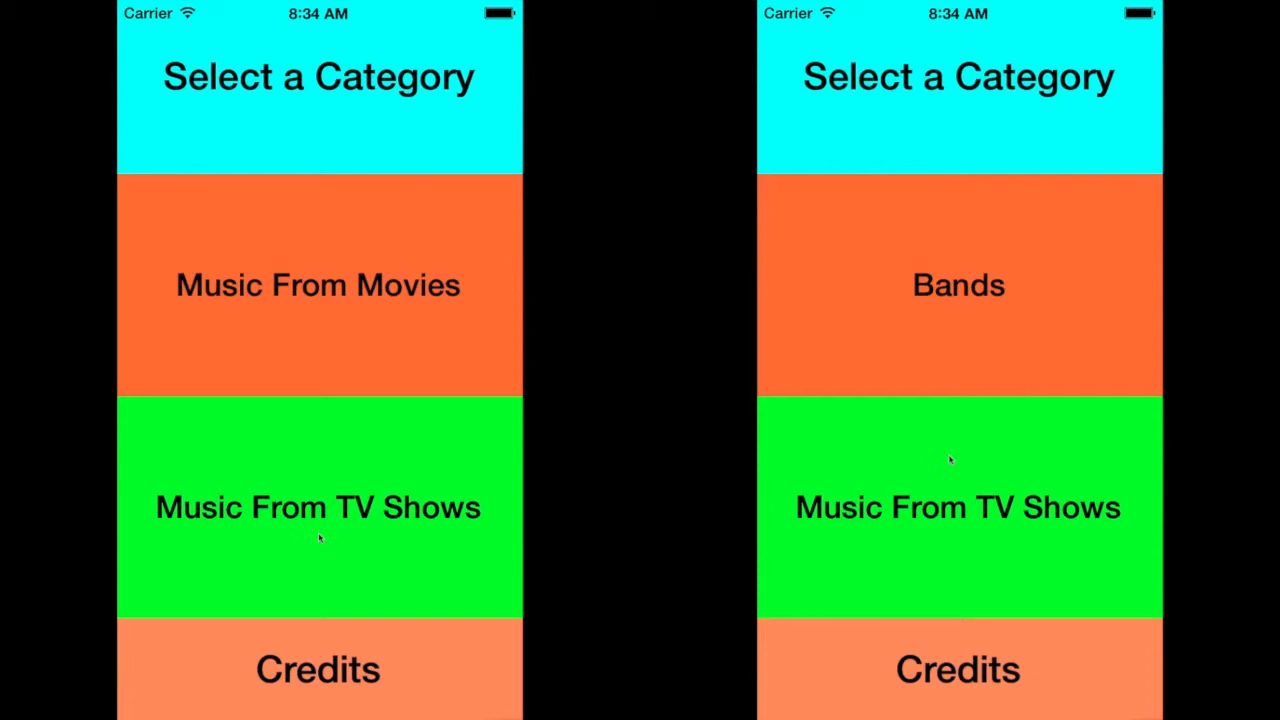 Carrier 8:34 AM
Select a Category
Music From Movies
Music From TV Shows
Credits
Carrier 8:34 AM
Select a Category
Bands
Music From TV Shows
Credits